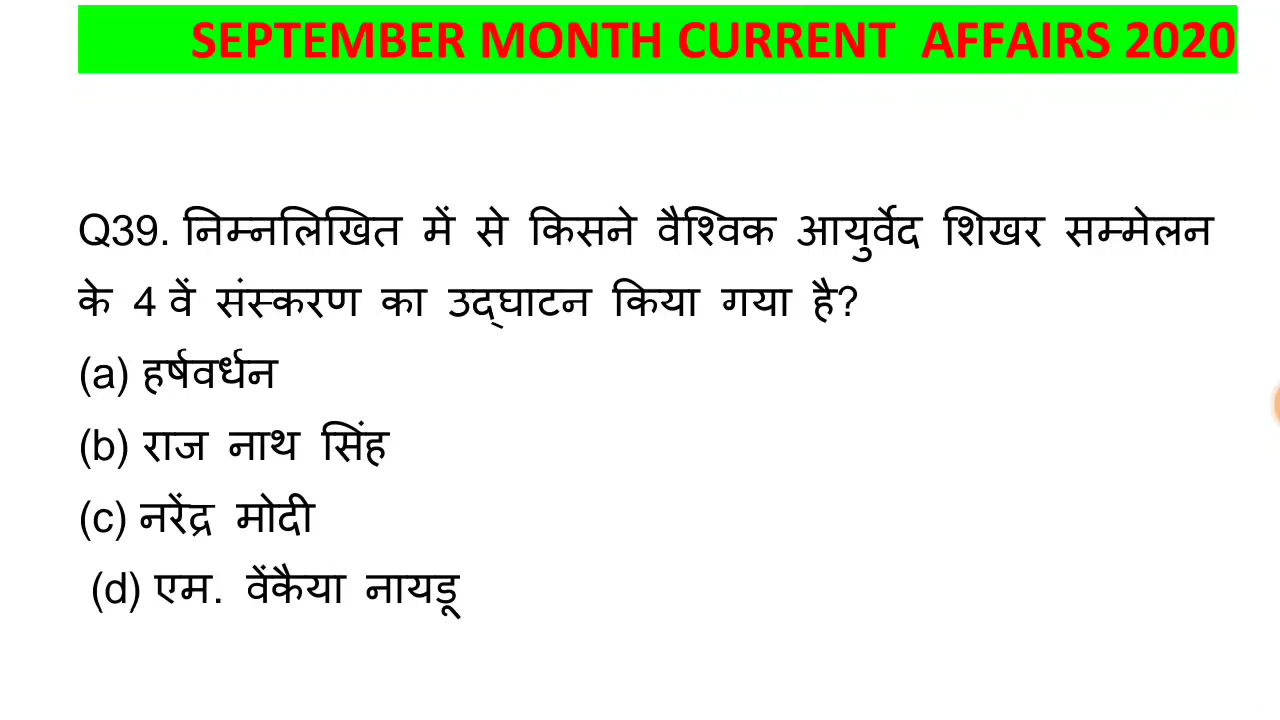 SEPTEMBER MONTH CURRENT AFFAIRS 2020
Q39. निम्नलिखित में से किसने वैश्विक आयुर्वेद शिखर सम्मेलन
के 4 वें संस्करण का उद्घाटन किया गया है?
(a) हर्षवर्धन
(b) राज नाथ सिंह
(c) नरेंद्र मोदी
(d) एम. वेंकैया नायडू